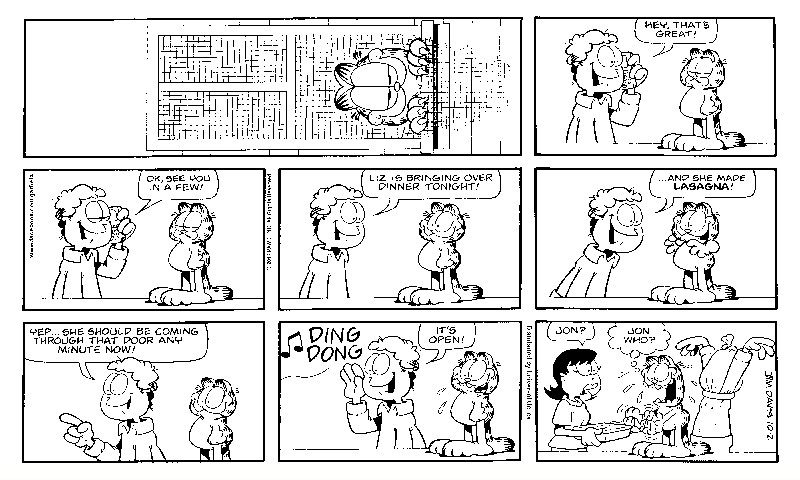 HEY, THAT'S
GREAT!
OK, SEE YOU
IN A FEW!
LIZ IS BRINGING OVER
DINNER TONIGHT!
...AND SHE MADE
LASAGNA!
YEP... SHE SHOULD BE COMING
THROUGH THAT DOOR ANY
MINUTE NOW!
DING
DONG
IT'S
OPEN!
JON?
JON
WHO?
JIM DAVIS 10·2